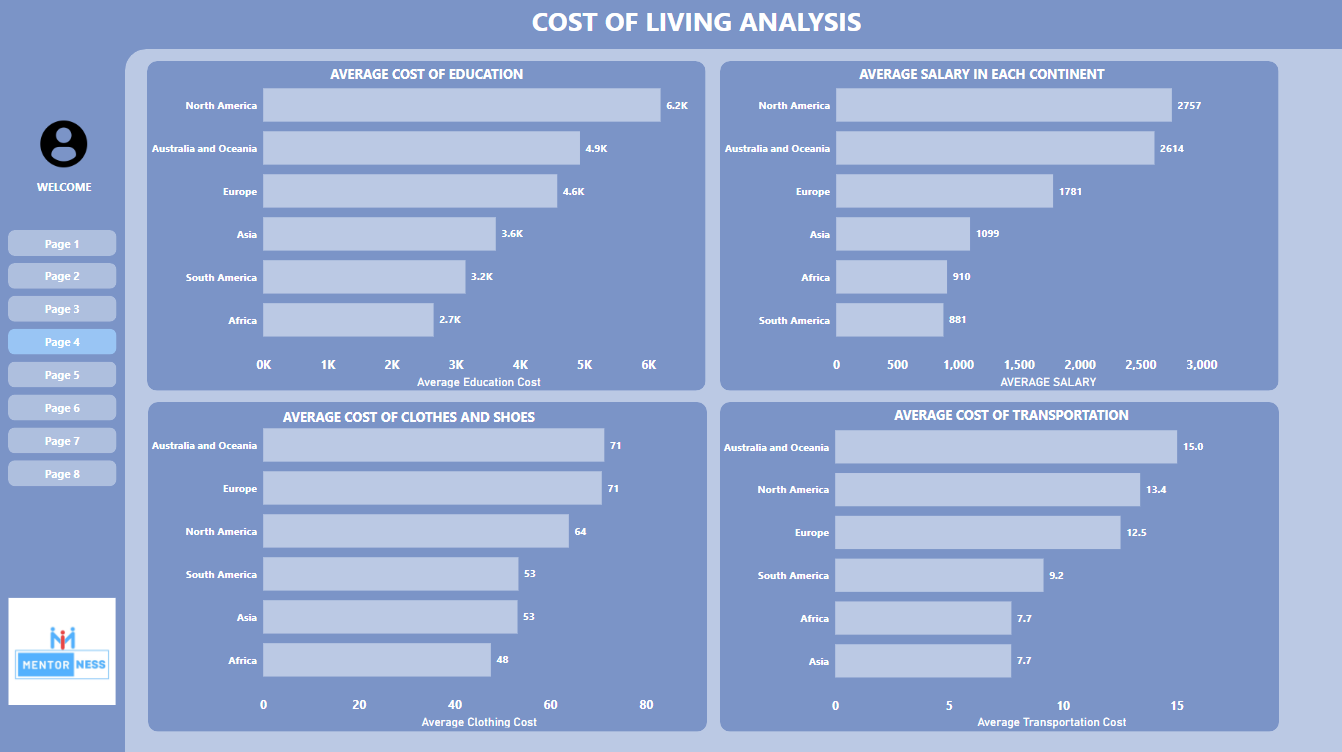 COST OF LIVING ANALYSIS
WELCOME
Page 1
Page 2
Page 3
Page 4
Page 5
Page 6
Page 7
Page 8
MENTORNESS
AVERAGE COST OF EDUCATION
North America 6.2K
Australia and Oceania 4.9K
Europe 4.6K
Asia 3.6K
South America 3.2K
Africa 2.7K
0K 1K 2K 3K 4K 5K 6K
Average Education Cost
AVERAGE SALARY IN EACH CONTINENT
North America 2757
Australia and Oceania 2614
Europe 1781
Asia 1099
Africa 910
South America 881
0 500 1,000 1,500 2,000 2,500 3,000
AVERAGE SALARY
AVERAGE COST OF CLOTHES AND SHOES
Australia and Oceania 71
Europe 71
North America 64
South America 53
Asia 53
Africa 48
0 20 40 60 80
Average Clothing Cost
AVERAGE COST OF TRANSPORTATION
Australia and Oceania 15.0
North America 13.4
Europe 12.5
South America 9.2
Africa 7.7
Asia 7.7
0 5 10 15
Average Transportation Cost